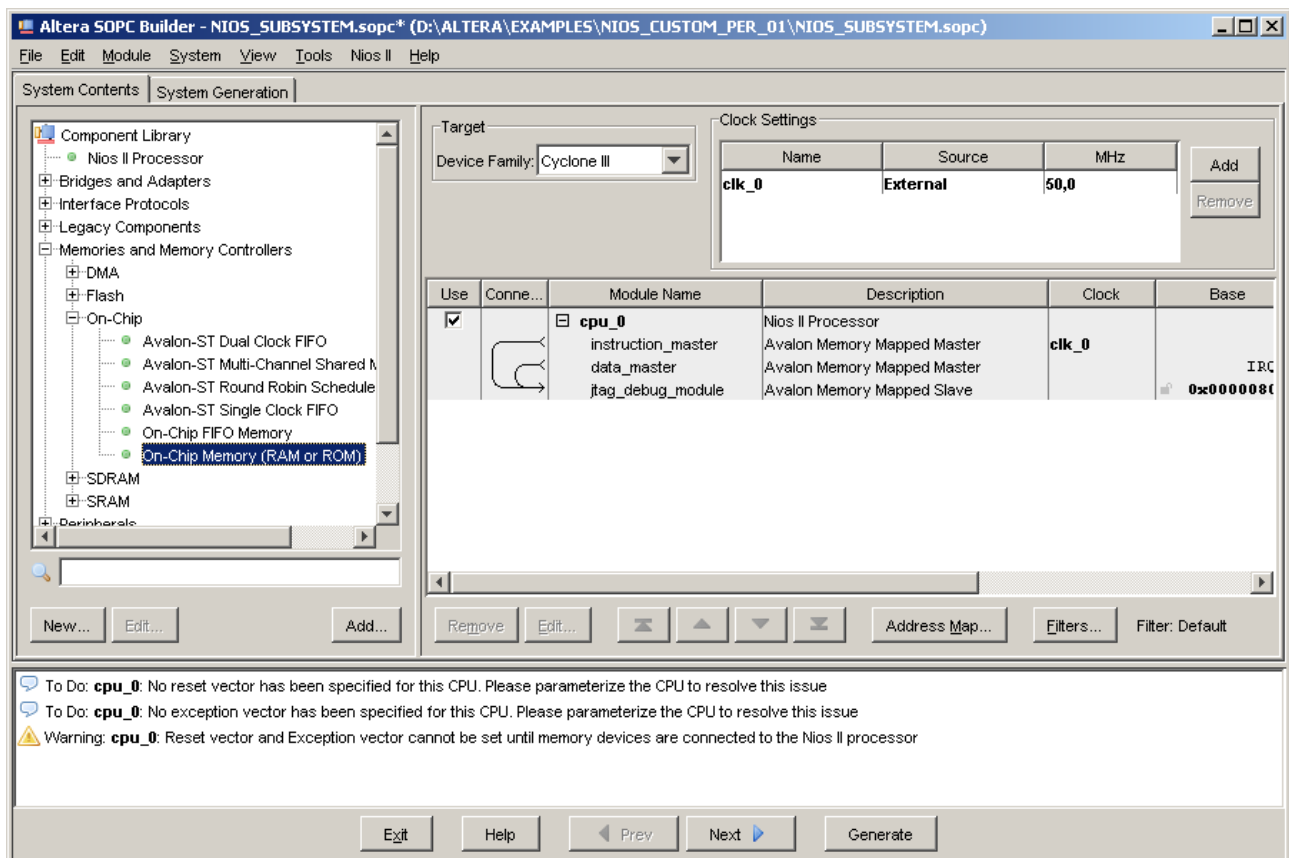 Altera SOPC Builder - NIOS_SUBSYSTEM.sopc* (D:\ALTERA\EXAMPLES\NIOS_CUSTOM_PER_01\NIOS_SUBSYSTEM.sopc)
File Edit Module System View Tools Nios II Help
System Contents System Generation
Component Library
Nios II Processor
Bridges and Adapters
Interface Protocols
Legacy Components
Memories and Memory Controllers
DMA
Flash
On-Chip
Avalon-ST Dual Clock FIFO
Avalon-ST Multi-Channel Shared M
Avalon-ST Round Robin Schedule
Avalon-ST Single Clock FIFO
On-Chip FIFO Memory
On-Chip Memory (RAM or ROM)
SDRAM
SRAM
Peripherals
New... Edit... Add...
Target
Device Family: Cyclone III
Clock Settings
Name Source MHz
clk_0 External 50,0
Add
Remove
Use Conne... Module Name Description Clock Base
cpu_0 Nios II Processor
instruction_master Avalon Memory Mapped Master clk_0
data_master Avalon Memory Mapped Master IRQ
jtag_debug_module Avalon Memory Mapped Slave 0x0000080
Remove Edit... Address Map... Filters... Filter: Default
To Do: cpu_0: No reset vector has been specified for this CPU. Please parameterize the CPU to resolve this issue
To Do: cpu_0: No exception vector has been specified for this CPU. Please parameterize the CPU to resolve this issue
Warning: cpu_0: Reset vector and Exception vector cannot be set until memory devices are connected to the Nios II processor
Exit Help Prev Next Generate